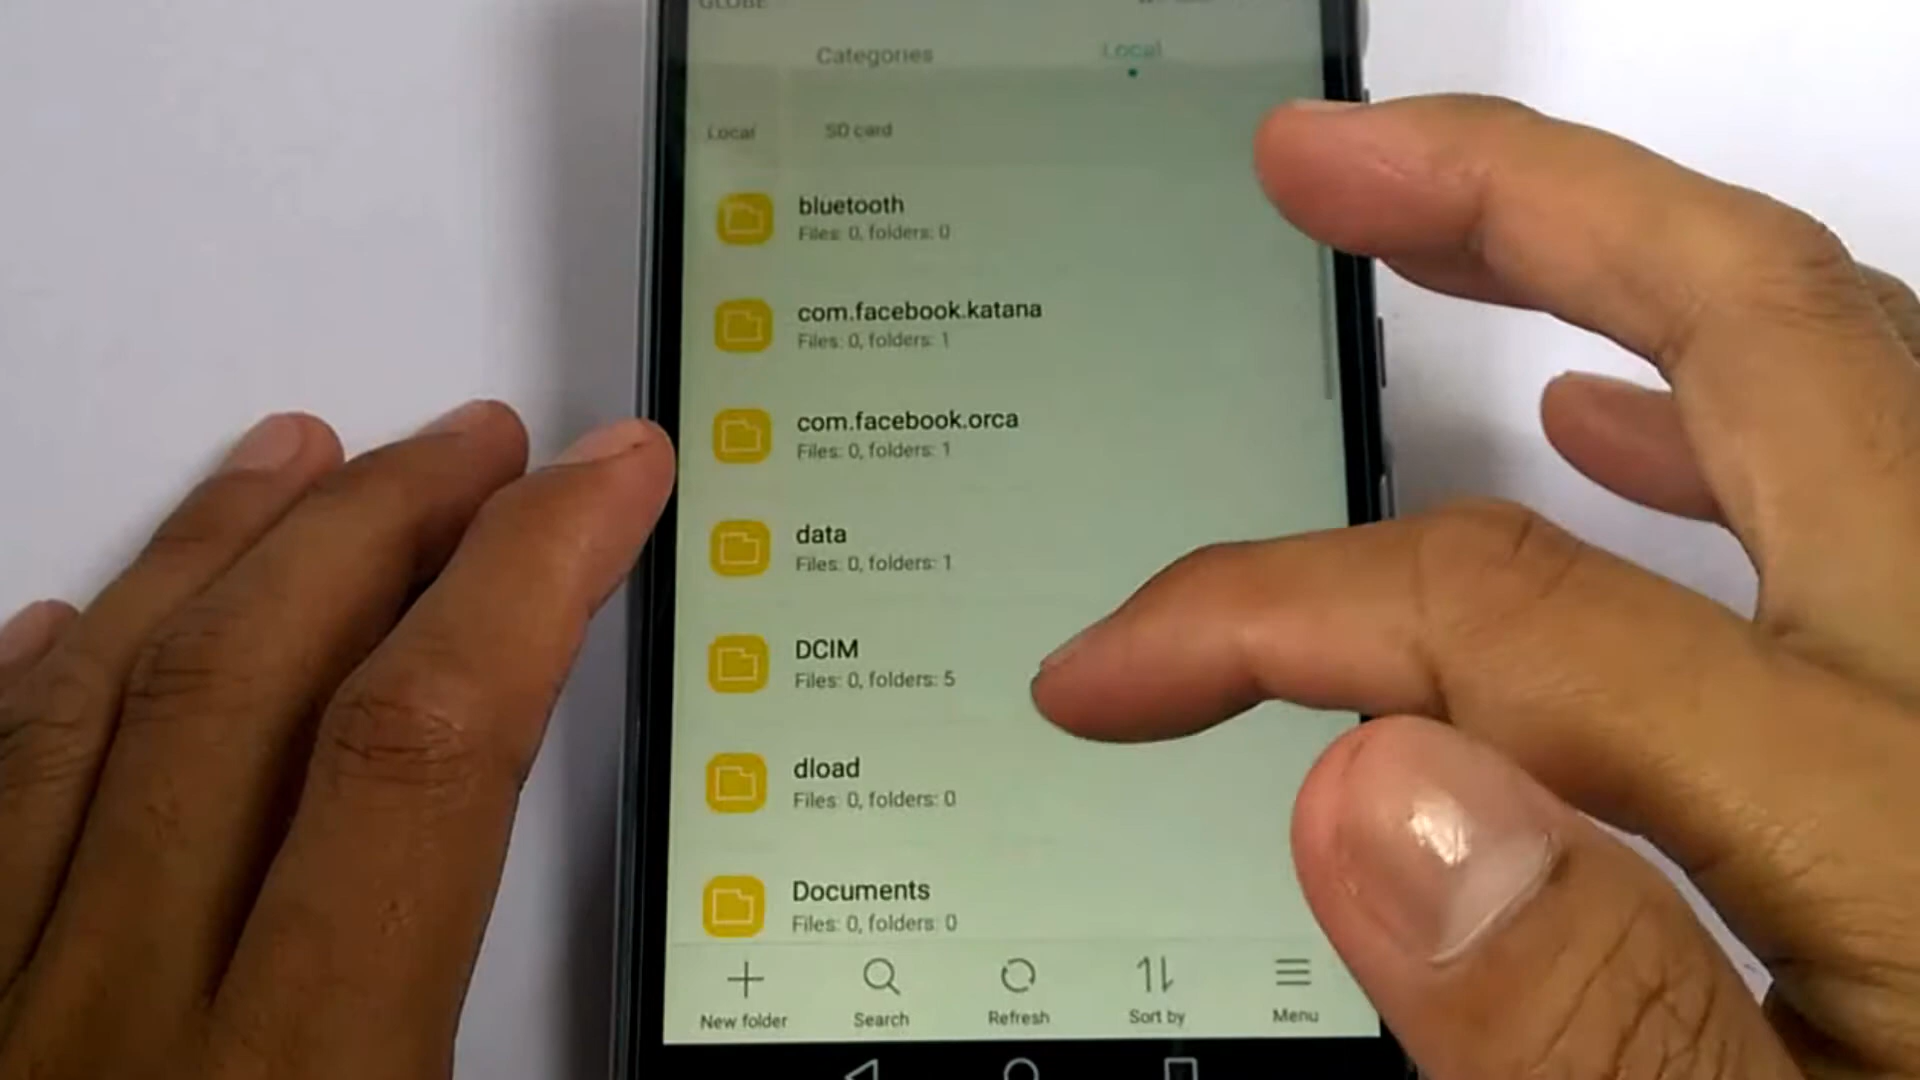 GLOBE
Categories
Local
Local
SD card
bluetooth
Files: 0, folders: 0
com.facebook.katana
Files: 0, folders: 1
com.facebook.orca
Files: 0, folders: 1
data
Files: 0, folders: 1
DCIM
Files: 0, folders: 5
dload
Files: 0, folders: 0
Documents
Files: 0, folders: 0
New folder
Search
Refresh
Sort by
Menu